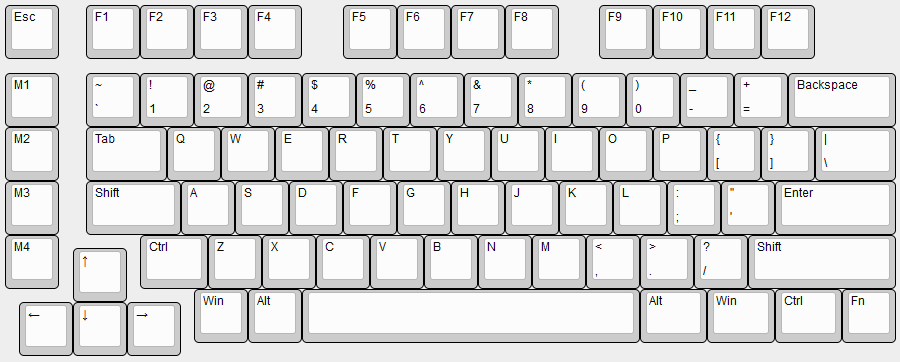 Esc F1 F2 F3 F4 F5 F6 F7 F8 F9 F10 F11 F12
M1 ~ ! @ # $ % ^ & * ( ) _ + Backspace
` 1 2 3 4 5 6 7 8 9 0 - =
M2 Tab Q W E R T Y U I O P { } |
[ ] \
M3 Shift A S D F G H J K L : " Enter
; '
M4 Ctrl Z X C V B N M < > ? Shift
↑
, . /
Win Alt Alt Win Ctrl Fn
← ↓ →